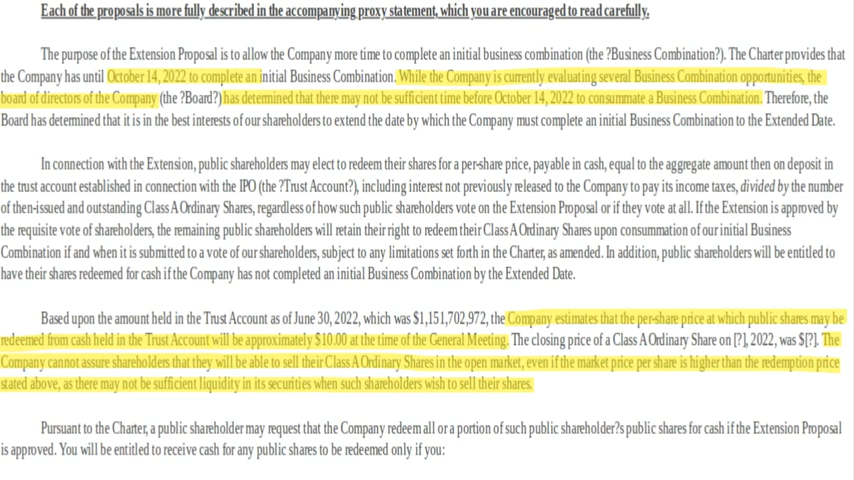 Each of the proposals is more fully described in the accompanying proxy statement, which you are encouraged to read carefully.
The purpose of the Extension Proposal is to allow the Company more time to complete an initial business combination (the ?Business Combination?). The Charter provides that
the Company has until October 14, 2022 to complete an initial Business Combination. While the Company is currently evaluating several Business Combination opportunities, the
board of directors of the Company (the ?Board?) has determined that there may not be sufficient time before October 14, 2022 to consummate a Business Combination. Therefore, the
Board has determined that it is in the best interests of our shareholders to extend the date by which the Company must complete an initial Business Combination to the Extended Date.
In connection with the Extension, public shareholders may elect to redeem their shares for a per-share price, payable in cash, equal to the aggregate amount then on deposit in
the trust account established in connection with the IPO (the ?Trust Account?), including interest not previously released to the Company to pay its income taxes, divided by the number
of then-issued and outstanding Class A Ordinary Shares, regardless of how such public shareholders vote on the Extension Proposal or if they vote at all. If the Extension is approved by
the requisite vote of shareholders, the remaining public shareholders will retain their right to redeem their Class A Ordinary Shares upon consummation of our initial Business
Combination if and when it is submitted to a vote of our shareholders, subject to any limitations set forth in the Charter, as amended. In addition, public shareholders will be entitled to
have their shares redeemed for cash if the Company has not completed an initial Business Combination by the Extended Date.
Based upon the amount held in the Trust Account as of June 30, 2022, which was $1,151,702,972, the Company estimates that the per-share price at which public shares may be
redeemed from cash held in the Trust Account will be approximately $10.00 at the time of the General Meeting. The closing price of a Class A Ordinary Share on [?], 2022, was $[?]. The
Company cannot assure shareholders that they will be able to sell their Class A Ordinary Shares in the open market, even if the market price per share is higher than the redemption price
stated above, as there may not be sufficient liquidity in its securities when such shareholders wish to sell their shares.
Pursuant to the Charter, a public shareholder may request that the Company redeem all or a portion of such public shareholder?s public shares for cash if the Extension Proposal
is approved. You will be entitled to receive cash for any public shares to be redeemed only if you: